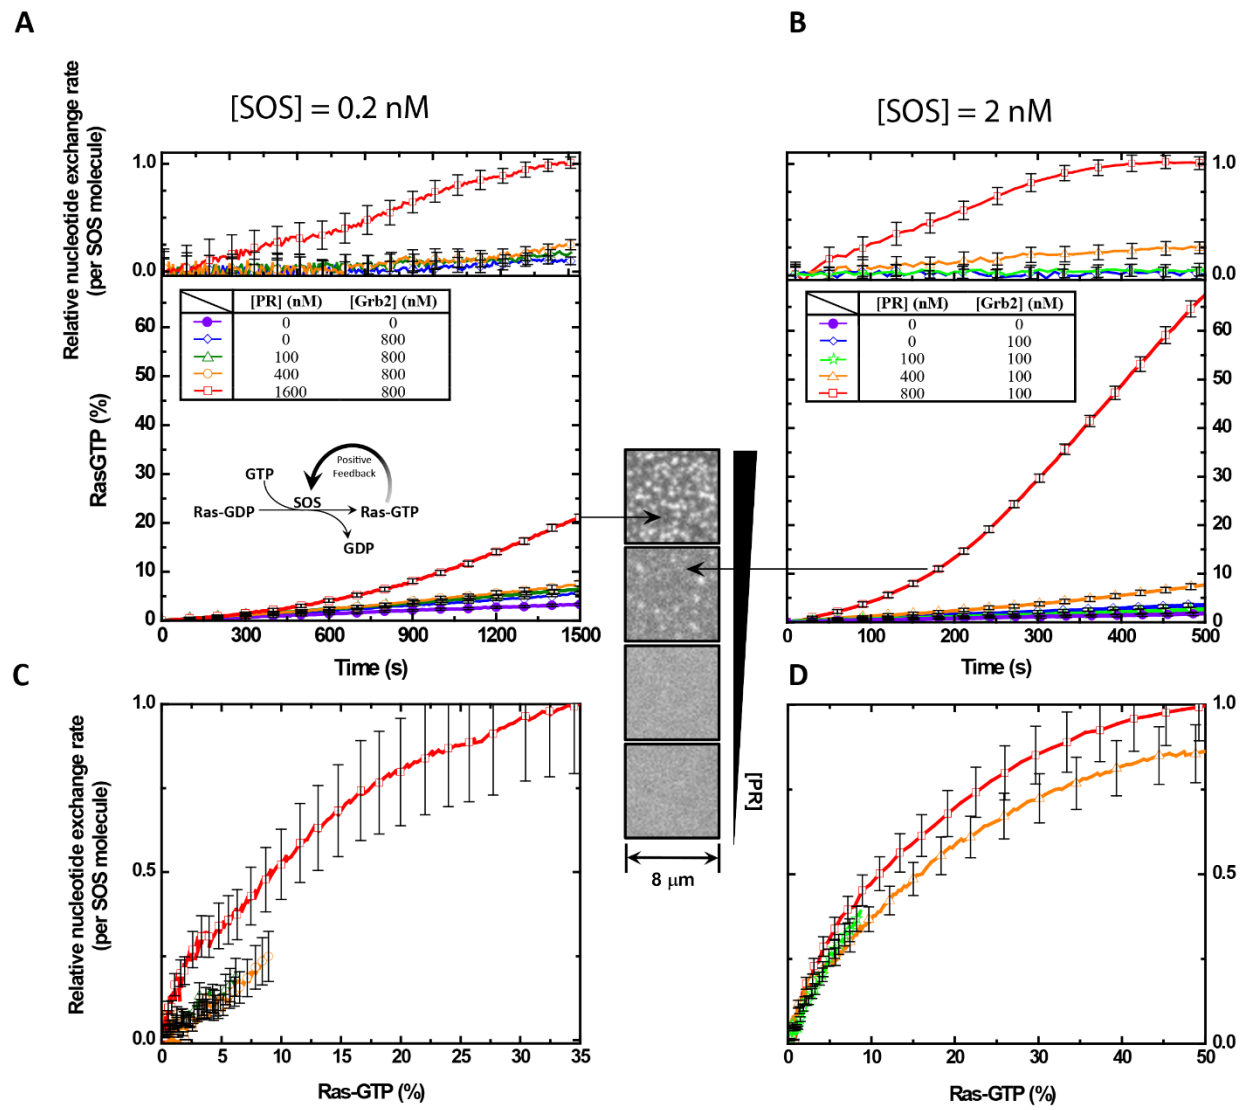 A
B
[SOS] = 0.2 nM
[SOS] = 2 nM
Relative nucleotide exchange rate
(per SOS molecule)
1.0
0.0
1.0
0.0
[PR] (nM) [Grb2] (nM)
0 0
0 800
100 800
400 800
1600 800
[PR] (nM) [Grb2] (nM)
0 0
0 100
100 100
400 100
800 100
RasGTP (%)
60
50
40
30
20
10
0
60
50
40
30
20
10
0
Positive
Feedback
GTP
SOS
Ras-GDP
Ras-GTP
GDP
0 300 600 900 1200 1500
Time (s)
0 100 200 300 400 500
Time (s)
C
D
Relative nucleotide exchange rate
(per SOS molecule)
1.0
0.5
0.0
1.0
0.5
0.0
[PR]
8 μm
0 5 10 15 20 25 30 35
Ras-GTP (%)
0 10 20 30 40 50
Ras-GTP (%)